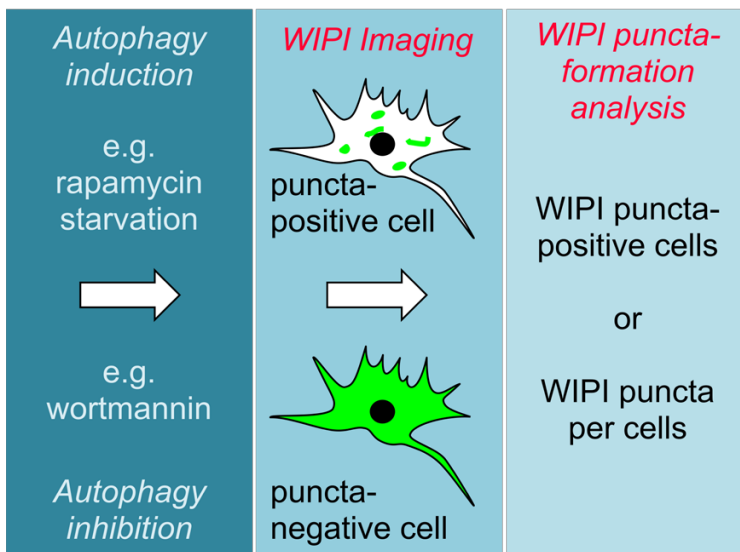 Autophagy
induction
e.g.
rapamycin
starvation
e.g.
wortmannin
Autophagy
inhibition
WIPI Imaging
puncta-
positive cell
puncta-
negative cell
WIPI puncta-
formation
analysis
WIPI puncta-
positive cells
or
WIPI puncta
per cells